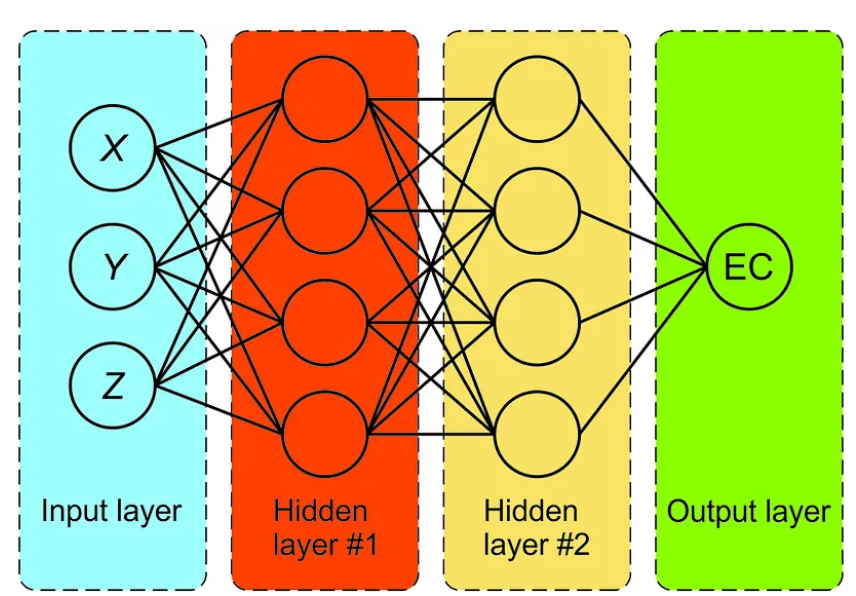 X
Y
Z
EC
Input layer
Hidden
layer #1
Hidden
layer #2
Output layer